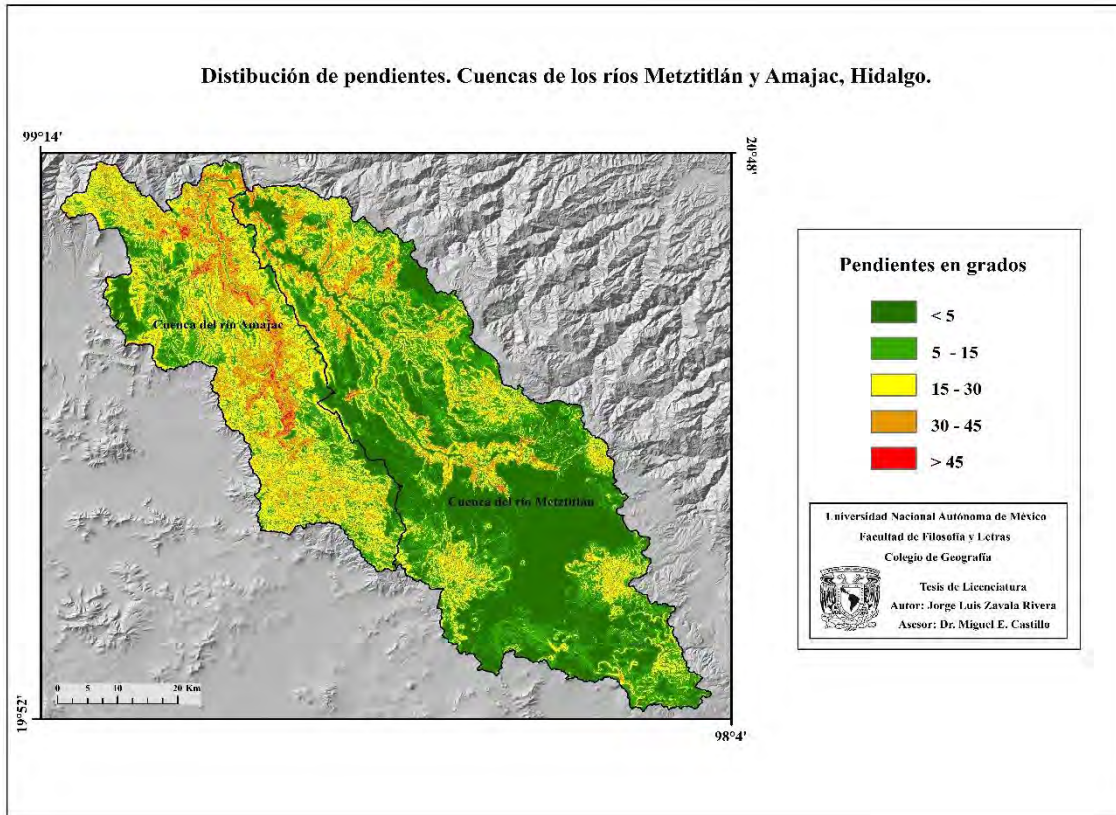 Distibución de pendientes. Cuencas de los ríos Metztitlán y Amajac, Hidalgo.
99°14'
20°48'
Cuenca del río Amajac
Cuenca del río Metztitlán
0 5 10 20 Km
19°52'
98°4'
Pendientes en grados
< 5
5 - 15
15 - 30
30 - 45
> 45
Universidad Nacional Autónoma de México
Facultad de Filosofía y Letras
Colegio de Geografía
Tesis de Licenciatura
Autor: Jorge Luis Zavala Rivera
Asesor: Dr. Miguel E. Castillo